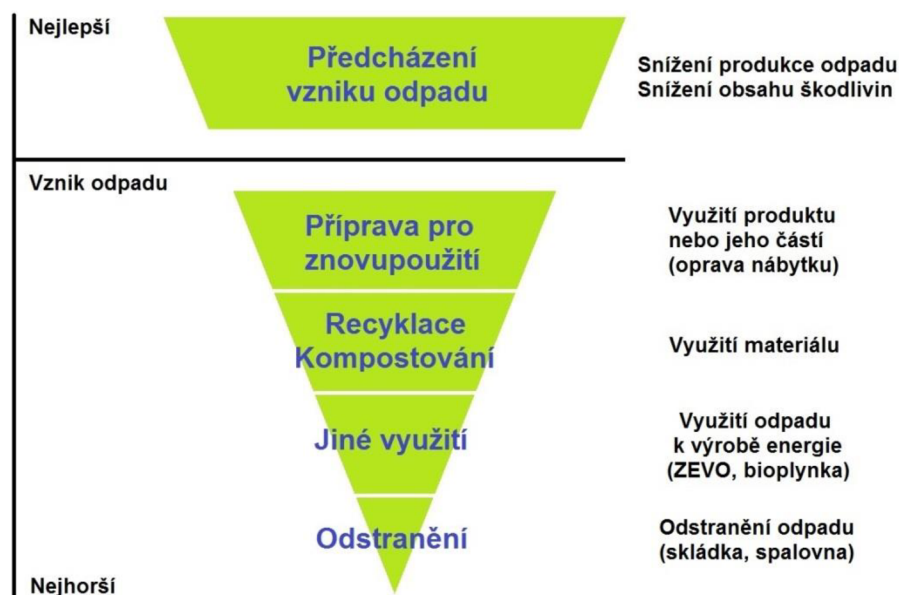 Nejlepší
Předcházení
vzniku odpadu
Snížení produkce odpadu
Snížení obsahu škodlivin
Vznik odpadu
Příprava pro
znovupoužití
Využití produktu
nebo jeho částí
(oprava nábytku)
Recyklace
Kompostování
Využití materiálu
Jiné využití
Využití odpadu
k výrobě energie
(ZEVO, bioplynka)
Odstranění
Odstranění odpadu
(skládka, spalovna)
Nejhorší